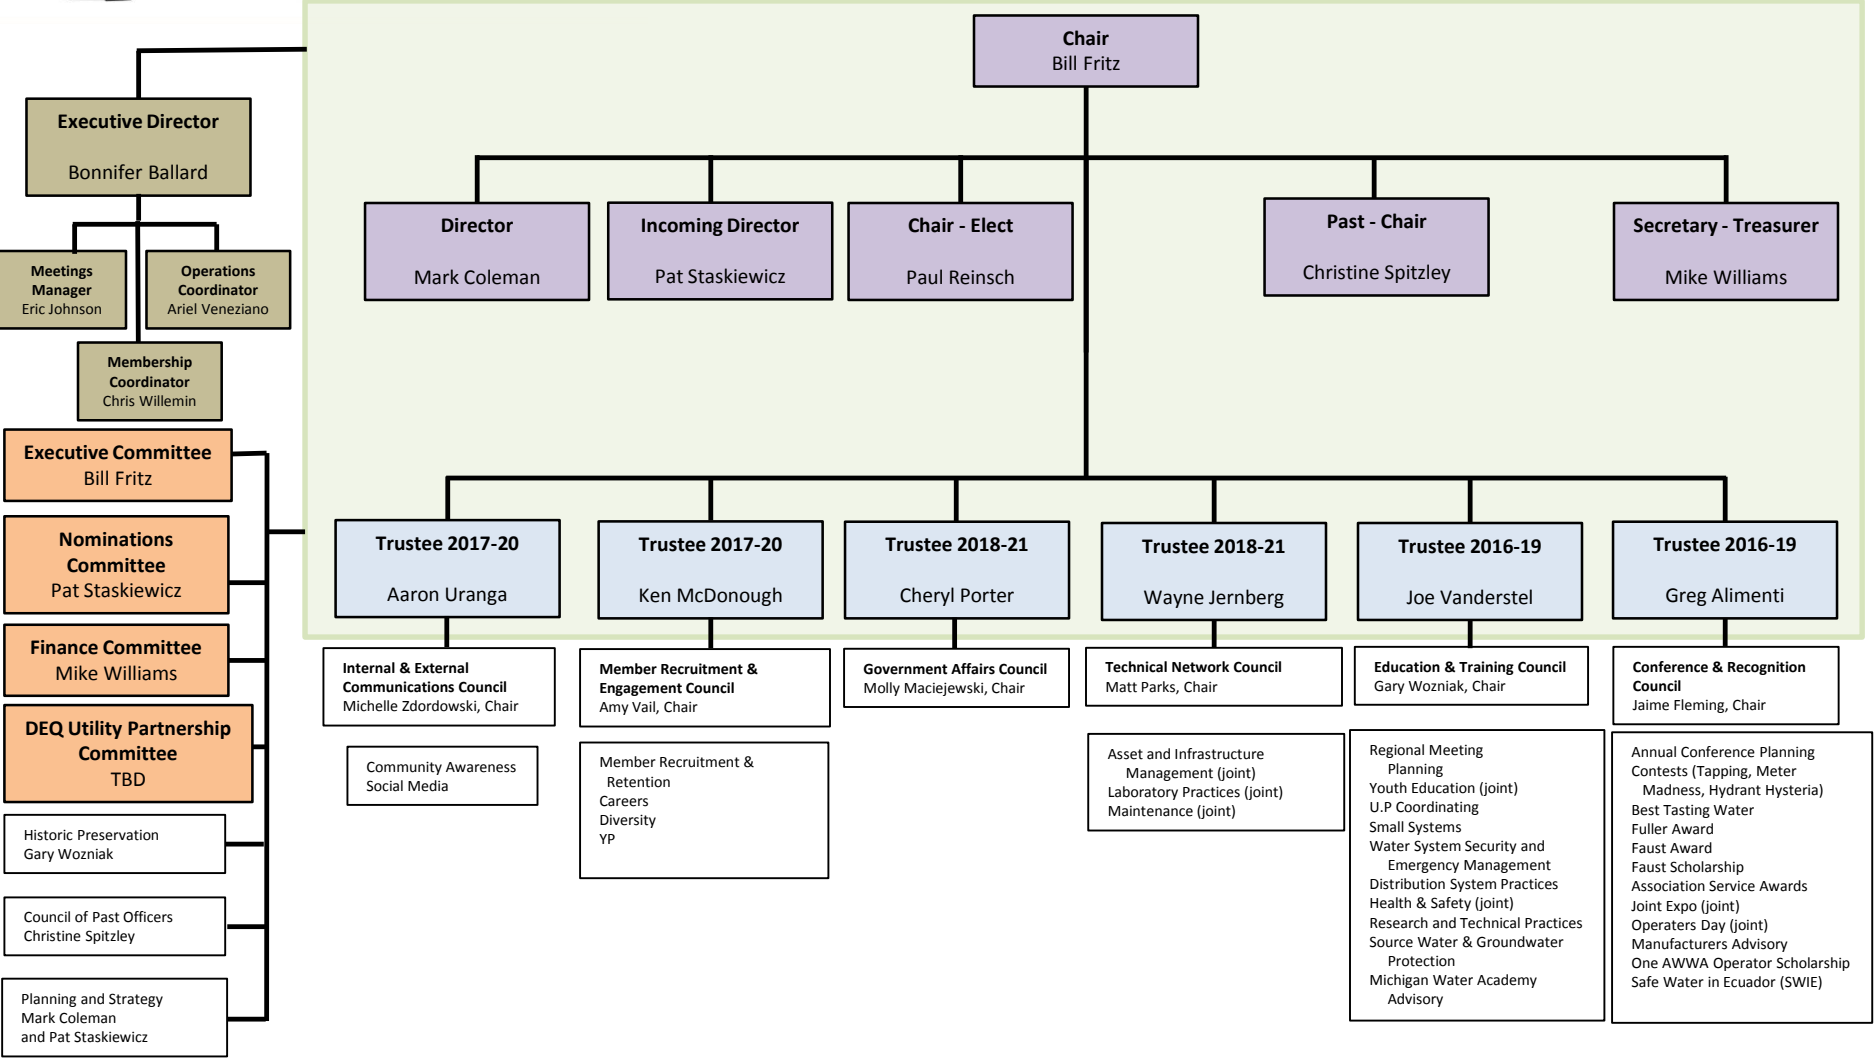 Chair
Bill Fritz
Executive Director
Bonnifer Ballard
Director
Mark Coleman
Incoming Director
Pat Staskiewicz
Chair - Elect
Paul Reinsch
Past - Chair
Christine Spitzley
Secretary - Treasurer
Mike Williams
Meetings
Manager
Eric Johnson
Operations
Coordinator
Ariel Veneziano
Membership
Coordinator
Chris Willemin
Executive Committee
Bill Fritz
Nominations
Committee
Pat Staskiewicz
Finance Committee
Mike Williams
DEQ Utility Partnership
Committee
TBD
Historic Preservation
Gary Wozniak
Council of Past Officers
Christine Spitzley
Planning and Strategy
Mark Coleman
and Pat Staskiewicz
Trustee 2017-20
Aaron Uranga
Trustee 2017-20
Ken McDonough
Trustee 2018-21
Cheryl Porter
Trustee 2018-21
Wayne Jernberg
Trustee 2016-19
Joe Vanderstel
Trustee 2016-19
Greg Alimenti
Internal & External
Communications Council
Michelle Zdordowski, Chair
Community Awareness
Social Media
Member Recruitment &
Engagement Council
Amy Vail, Chair
Member Recruitment &
Retention
Careers
Diversity
YP
Government Affairs Council
Molly Maciejewski, Chair
Technical Network Council
Matt Parks, Chair
Asset and Infrastructure
Management (joint)
Laboratory Practices (joint)
Maintenance (joint)
Education & Training Council
Gary Wozniak, Chair
Regional Meeting
Planning
Youth Education (joint)
U.P Coordinating
Small Systems
Water System Security and
Emergency Management
Distribution System Practices
Health & Safety (joint)
Research and Technical Practices
Source Water & Groundwater
Protection
Michigan Water Academy
Advisory
Conference & Recognition
Council
Jaime Fleming, Chair
Annual Conference Planning
Contests (Tapping, Meter
Madness, Hydrant Hysteria)
Best Tasting Water
Fuller Award
Faust Award
Faust Scholarship
Association Service Awards
Joint Expo (joint)
Operaters Day (joint)
Manufacturers Advisory
One AWWA Operator Scholarship
Safe Water in Ecuador (SWIE)